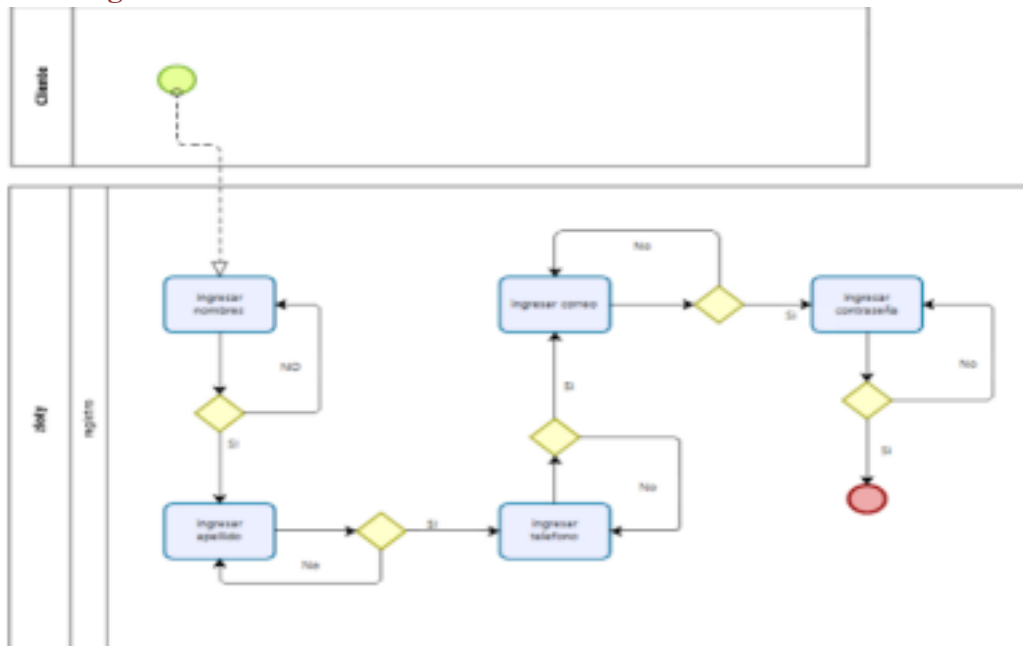 Cliente
zloty
registro
Ingresar
nombres
NO
Si
Ingresar
apellido
No
Si
Ingresar
telefono
No
Si
Ingresar correo
No
Si
Ingresar
contraseña
No
Si